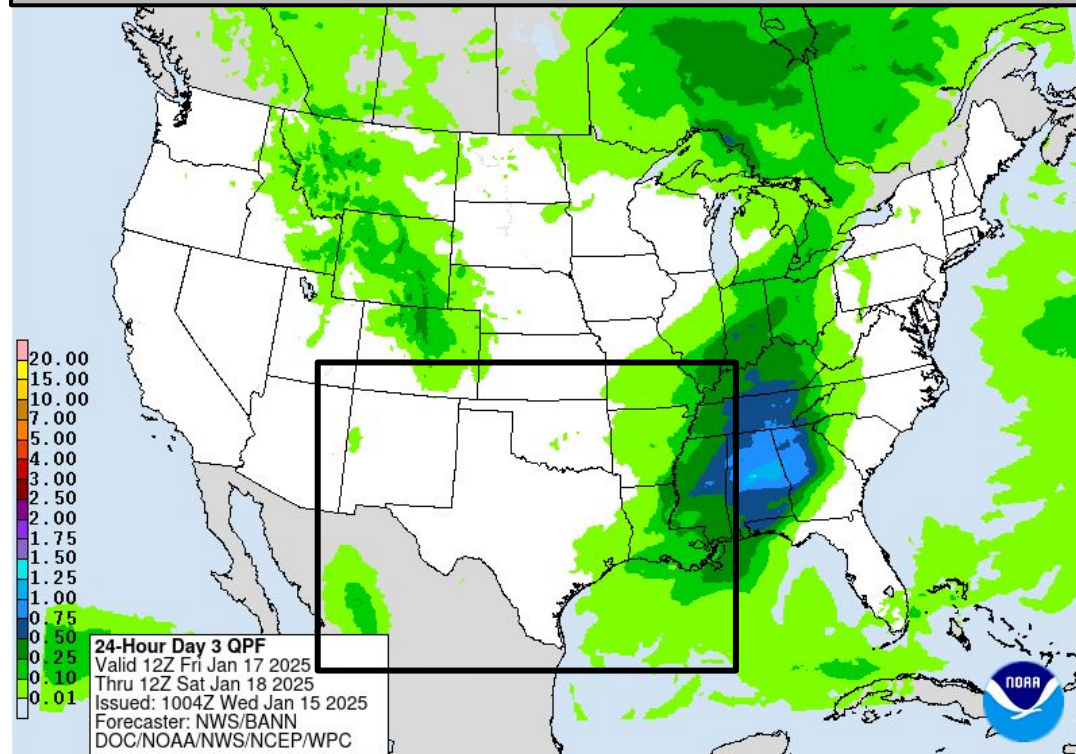 20.00
15.00
10.00
7.00
5.00
4.00
3.00
2.50
2.00
1.75
1.50
1.25
1.00
0.75
0.50
0.25
0.10
0.01
24-Hour Day 3 QPF
Valid 12Z Fri Jan 17 2025
Thru 12Z Sat Jan 18 2025
Issued: 1004Z Wed Jan 15 2025
Forecaster: NWS/BANN
DOC/NOAA/NWS/NCEP/WPC
NOAA